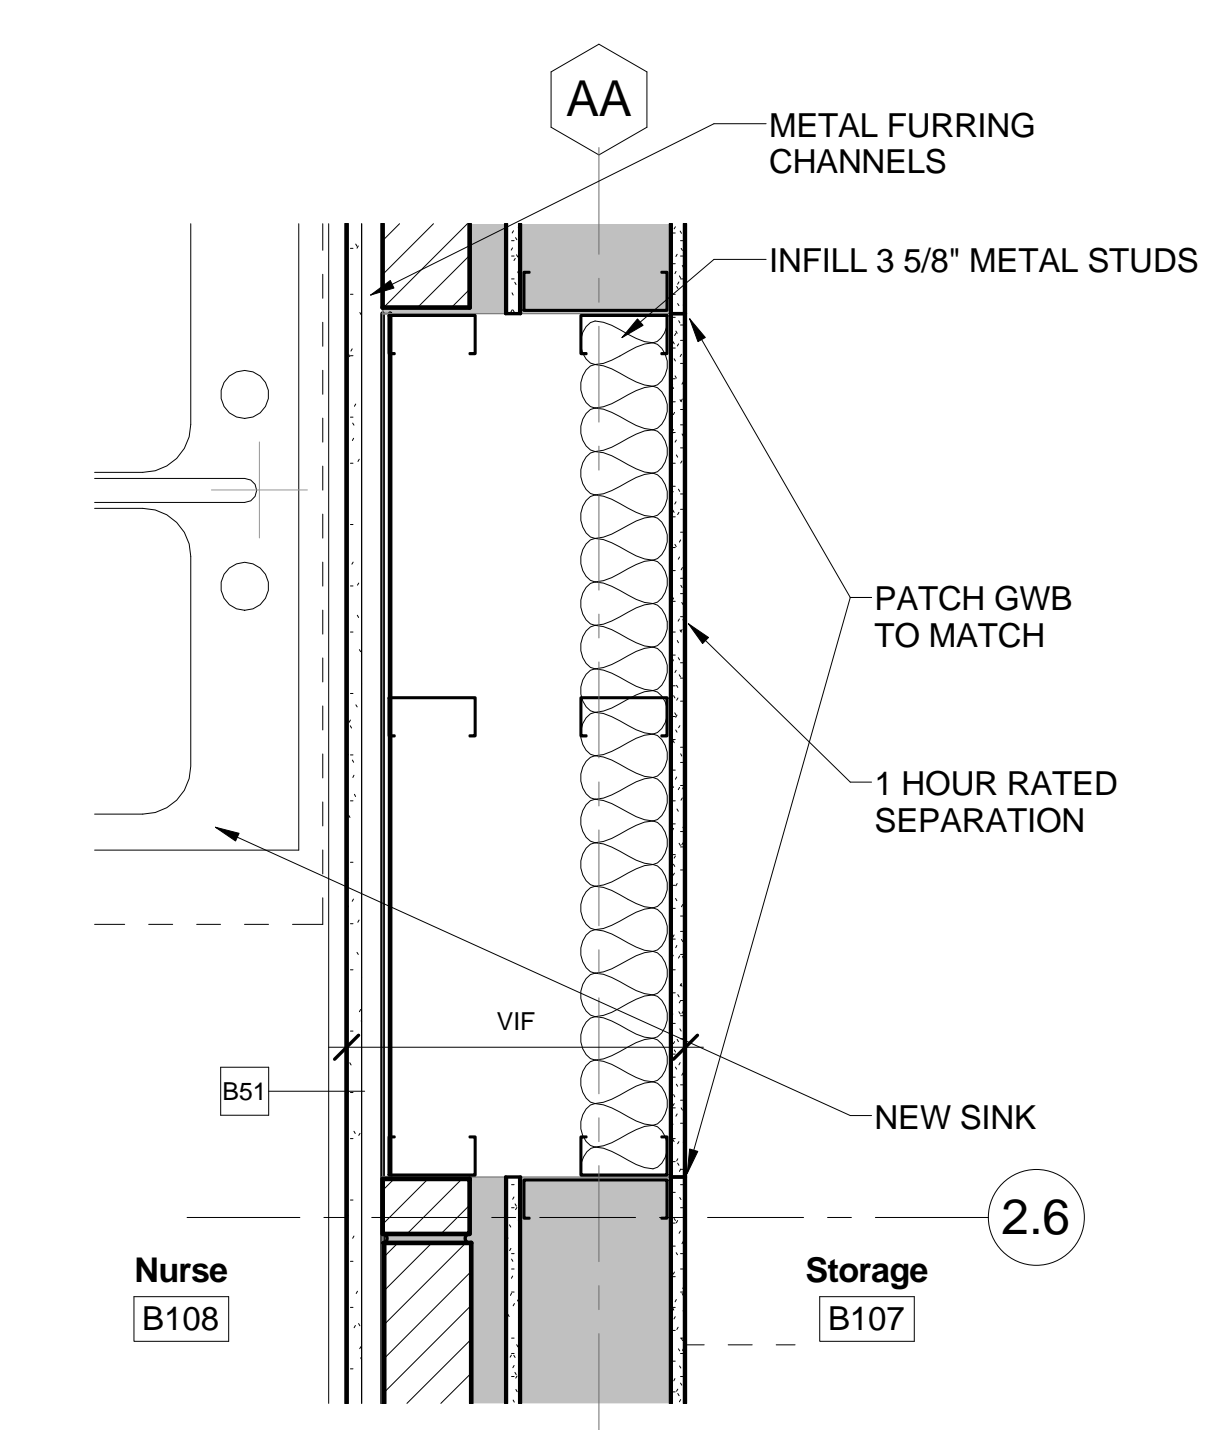 AA
METAL FURRING
CHANNELS
INFILL 3 5/8" METAL STUDS
PATCH GWB
TO MATCH
1 HOUR RATED
SEPARATION
VIF
B51
NEW SINK
2.6
Nurse
B108
Storage
B107